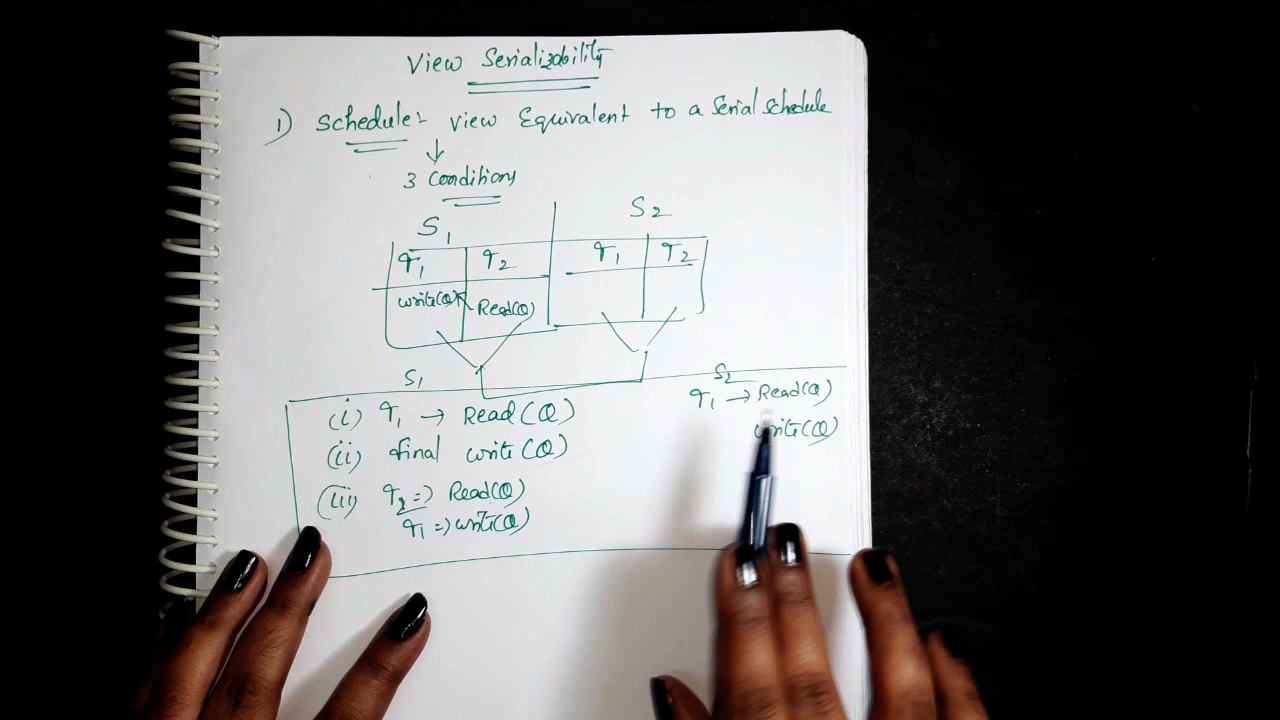 View Serializability
1) Schedule:- view Equivalent to a Serial Schedule
↓
3 Conditions
S1 S2
T1 T2 T1 T2
write(Q) Read(Q)
S1 S2
(i) T1 → Read(Q) T1 → Read(Q)
(ii) final write(Q) write(Q)
(iii) T2 => Read(Q)
T1 => write(Q)